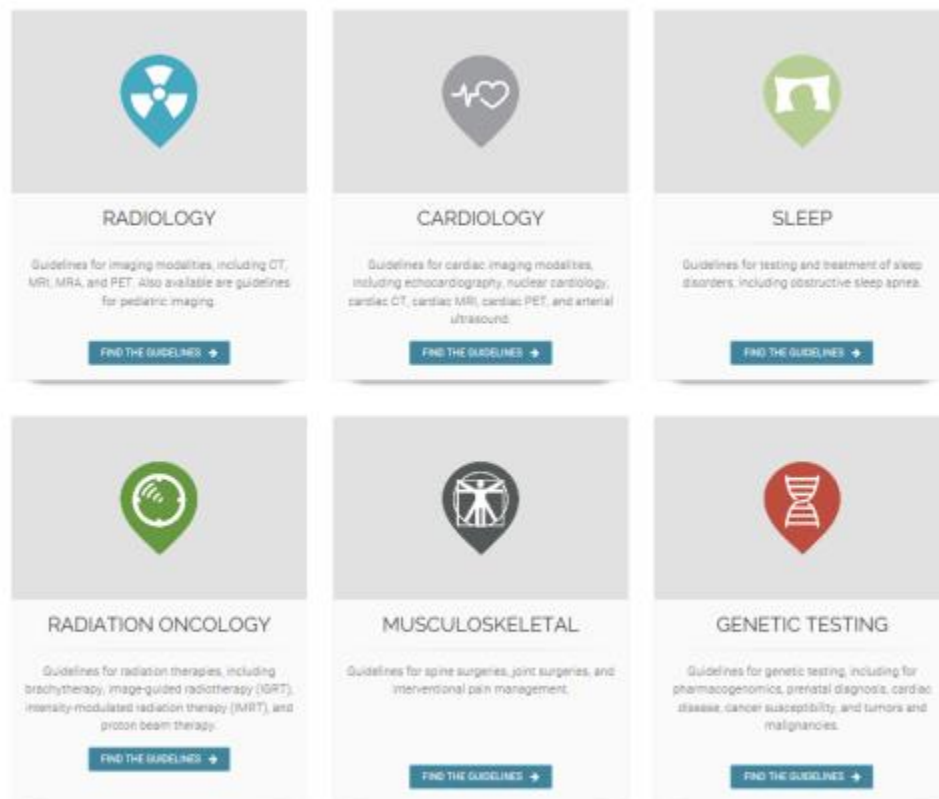 RADIOLOGY
Guidelines for imaging modalities, including CT,
MRI, MRA, and PET. Also available are guidelines
for pediatric imaging.
FIND THE GUIDELINES →
CARDIOLOGY
Guidelines for cardiac imaging modalities,
including echocardiography, nuclear cardiology,
cardiac CT, cardiac MRI, cardiac PET, and arterial
ultrasound.
FIND THE GUIDELINES →
SLEEP
Guidelines for testing and treatment of sleep
disorders, including obstructive sleep apnea.
FIND THE GUIDELINES →
RADIATION ONCOLOGY
Guidelines for radiation therapies, including
brachytherapy, image-guided radiotherapy (IGRT),
intensity-modulated radiation therapy (IMRT), and
proton beam therapy.
FIND THE GUIDELINES →
MUSCULOSKELETAL
Guidelines for spine surgeries, joint surgeries, and
interventional pain management.
FIND THE GUIDELINES →
GENETIC TESTING
Guidelines for genetic testing, including for
pharmacogenomics, prenatal diagnosis, cardiac
disease, cancer susceptibility, and tumors and
malignancies.
FIND THE GUIDELINES →